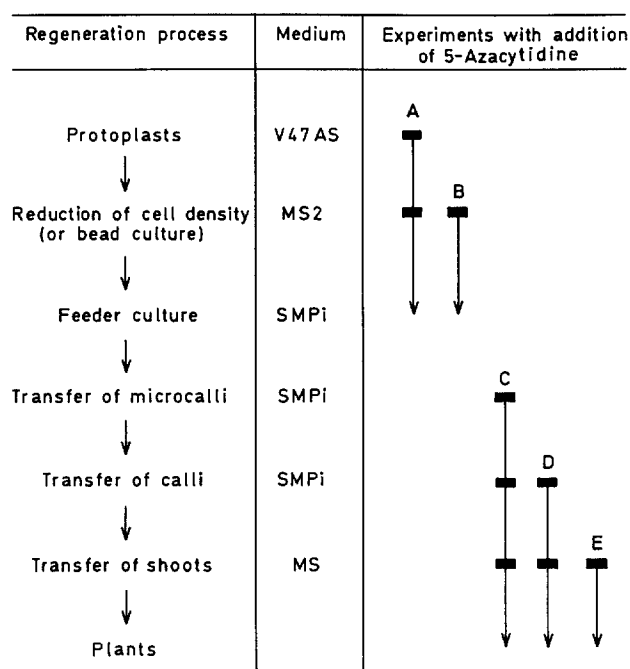 Regeneration process Medium Experiments with addition
of 5-Azacytidine
A
Protoplasts V47AS
B
Reduction of cell density MS2
(or bead culture)
Feeder culture SMPi
C
Transfer of microcalli SMPi
D
Transfer of calli SMPi
E
Transfer of shoots MS
Plants